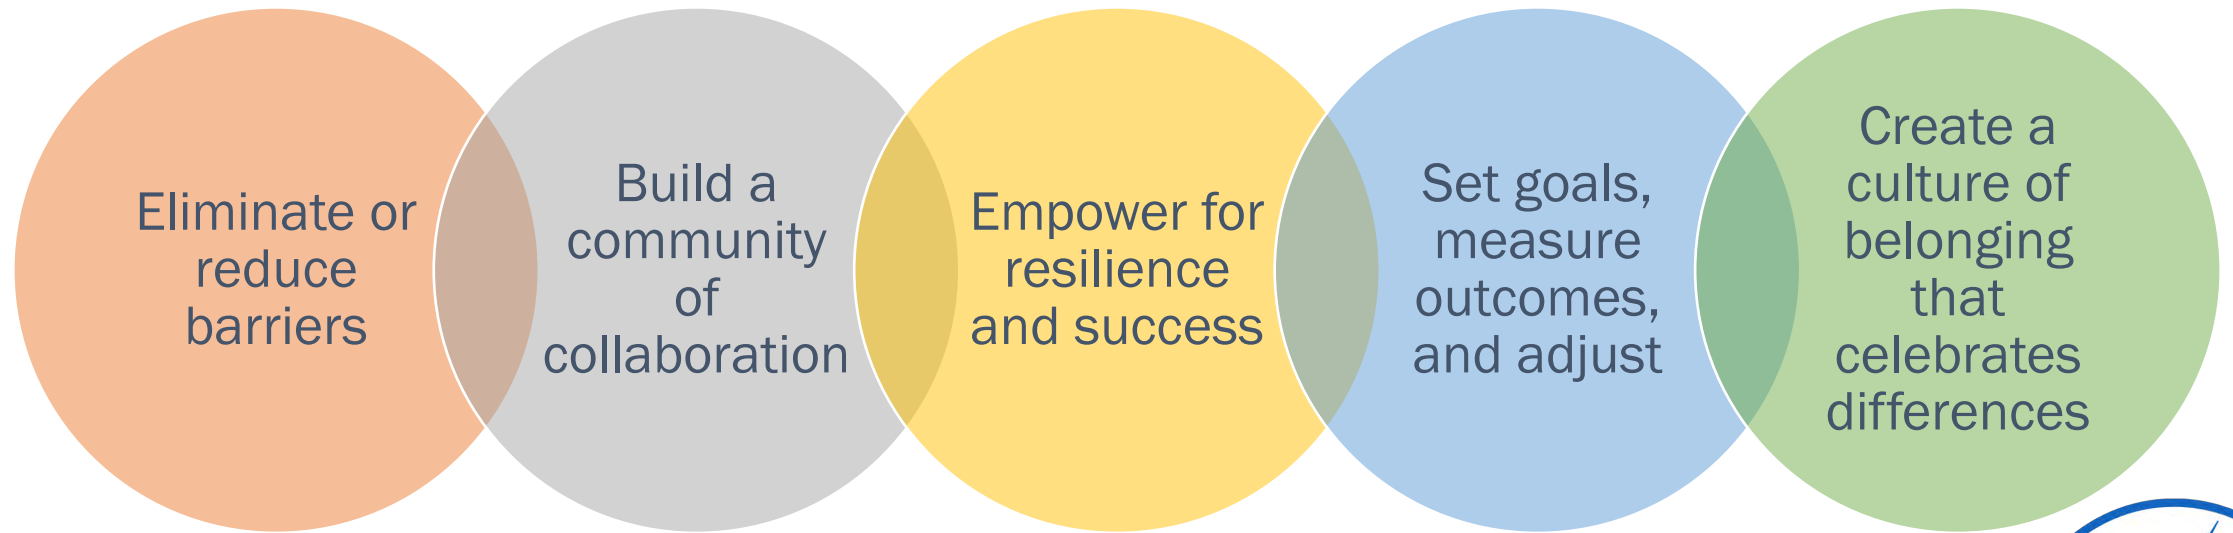 Eliminate or
reduce
barriers
Build a
community
of
collaboration
Empower for
resilience
and success
Set goals,
measure
outcomes,
and adjust
Create a
culture of
belonging
that
celebrates
differences